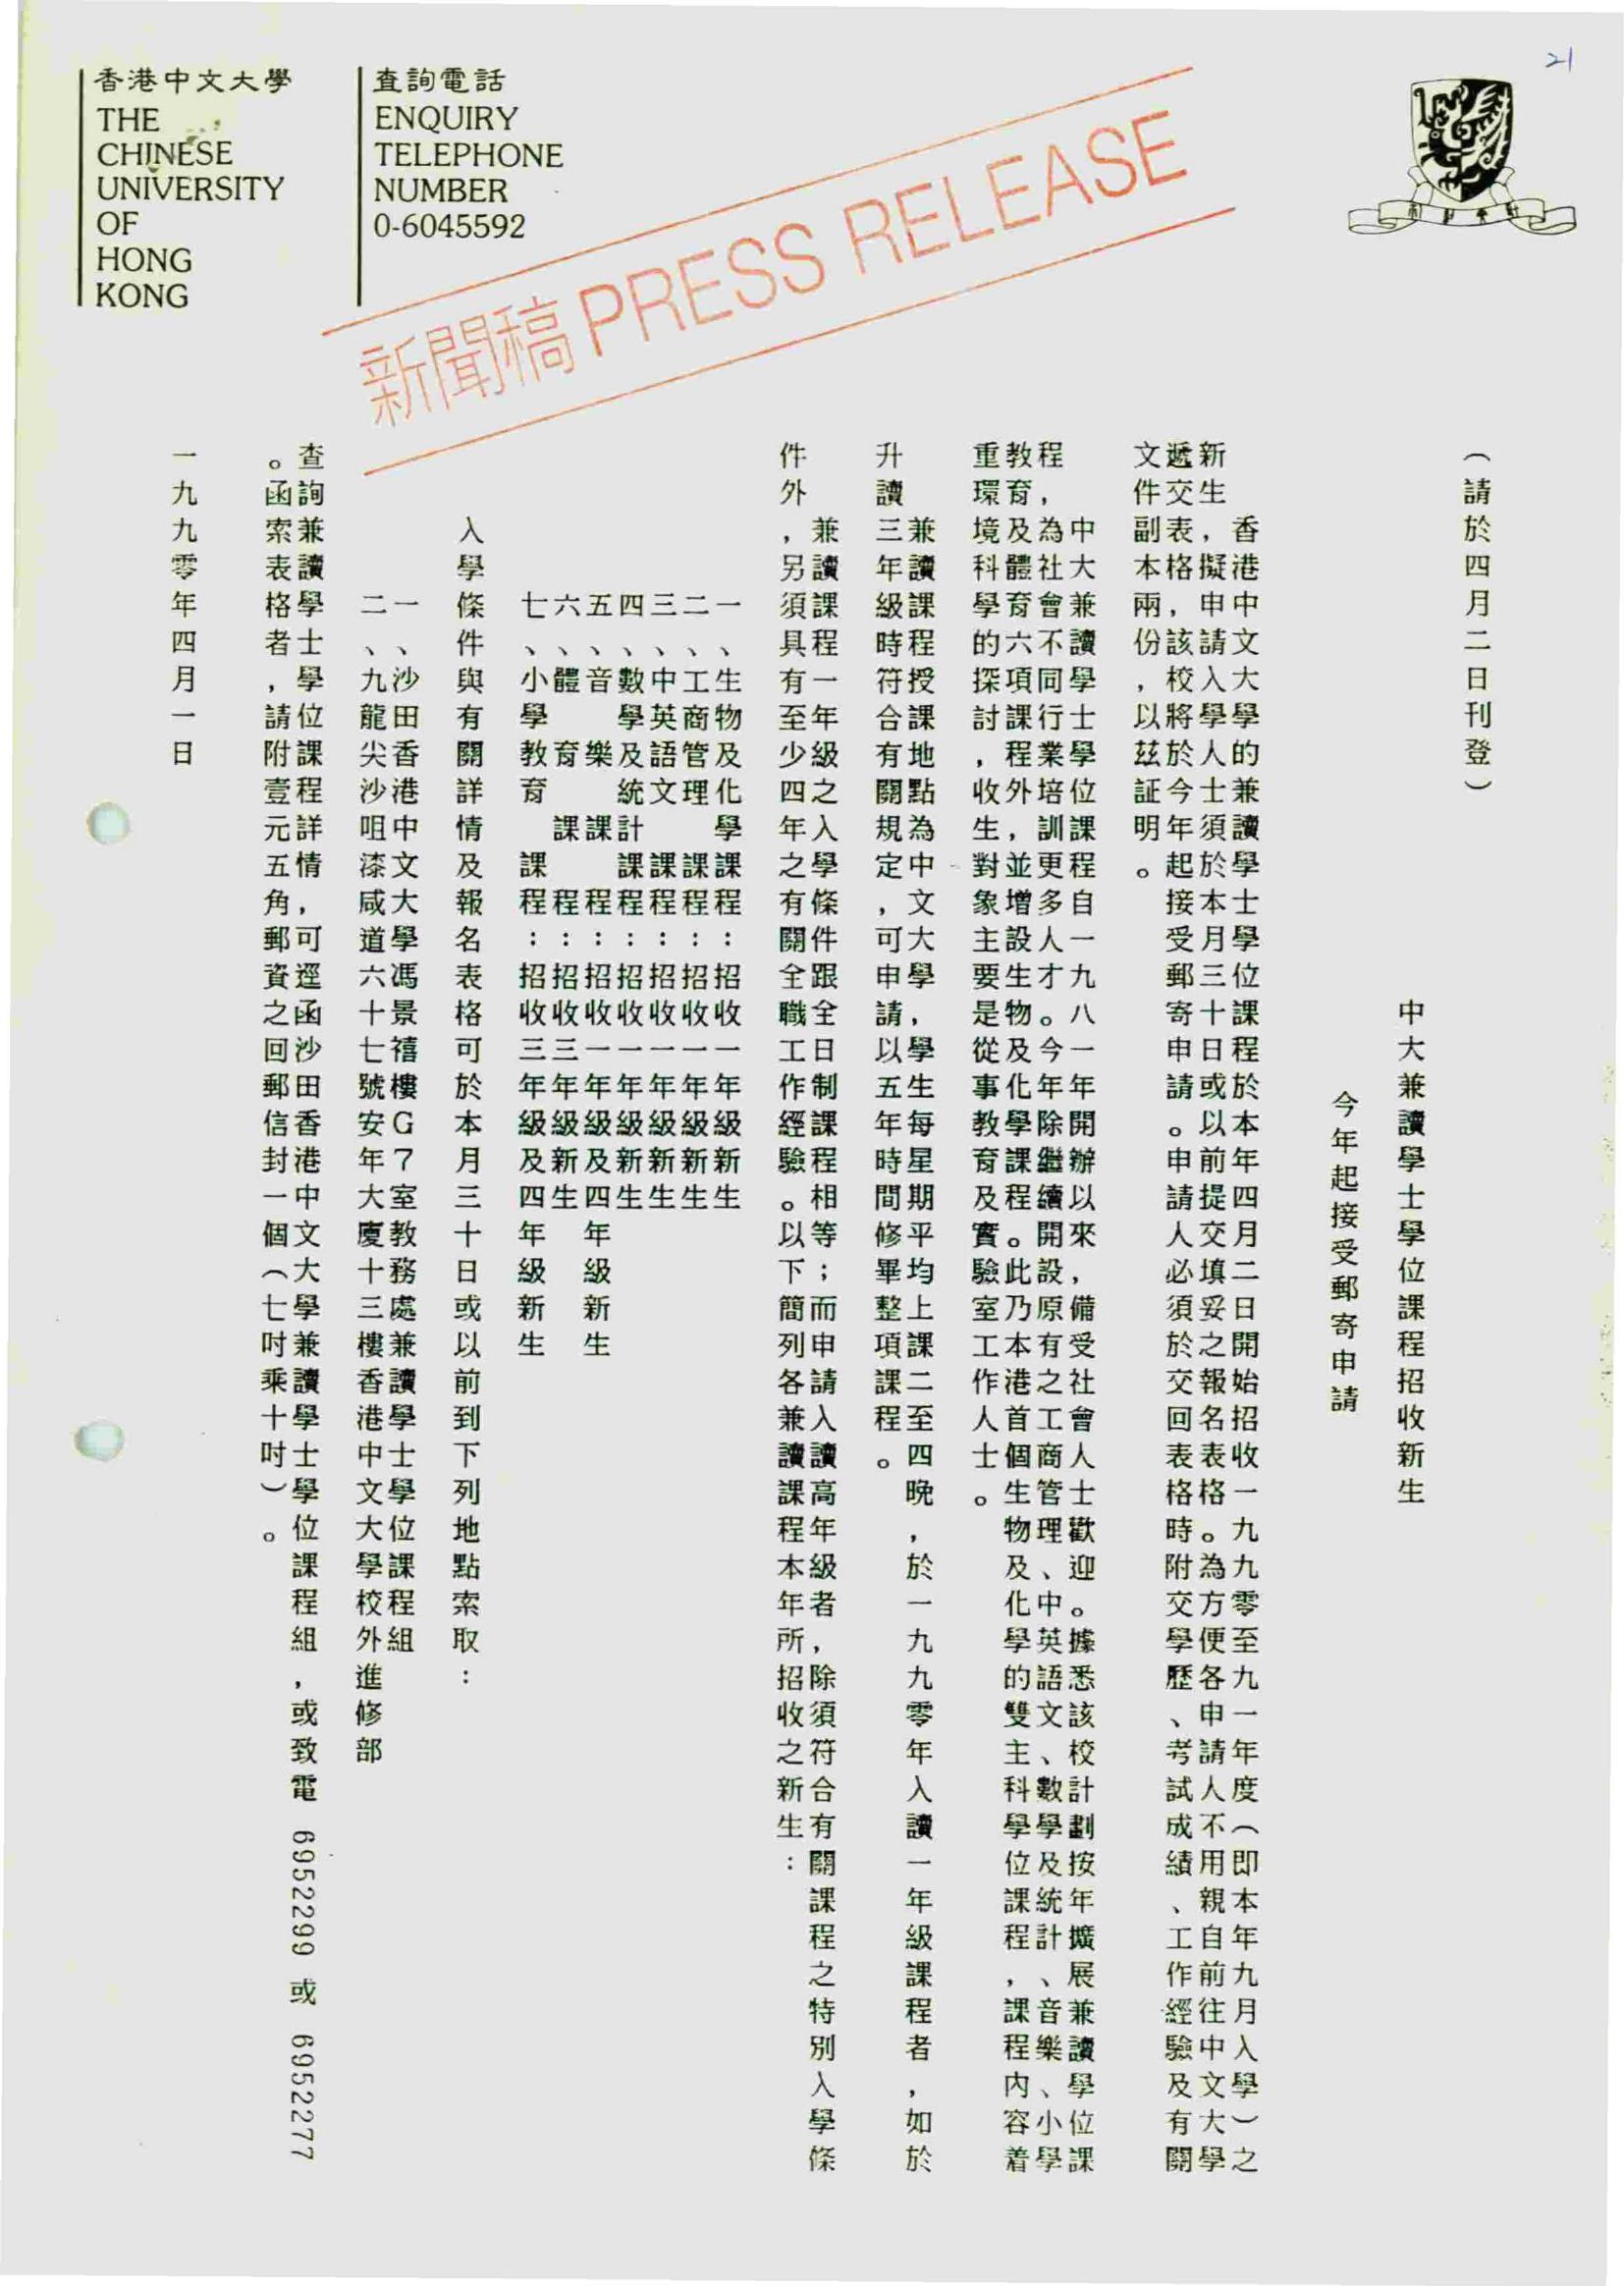 21
香港中文大學
THE
CHINESE
UNIVERSITY
OF
HONG
KONG
查詢電話
ENQUIRY
TELEPHONE
NUMBER
0-6045592
新聞稿 PRESS RELEASE
（請於四月二日刊登）
中大兼讀學士學位課程招收新生
今年起接受郵寄申請
香港中文大學的兼讀學士學位課程於本年四月二日開始招收一九九零至九一年度（即本年九月入學）之
新生，擬申請入學人士須於本月三十日或以前提交填妥之報名表格。為方便各申請人不用親自前往中文大學
遞交表格，該校將於今年起接受郵寄申請。申請人必須於交回表格時附交學歷、考試成績、工作經驗及有關
文件副本兩份，以茲証明。
中大兼讀學士學位課程自一九八一年開辦以來，備受社會人士歡迎。據悉該校計劃按年擴展兼讀學位課
程，為社會不同行業培訓更多人才。今年除繼續開設原有之工商管理、中英語文、數學及統計、音樂、小學
教育及體育六項課程外，並增設生物及化學課程。此乃本港首個生物及化學的雙主科學位課程，課程內容着
重環境科學的探討，收生對象主要是從事教育及實驗室工作人士。
兼讀課程授課地點為中文大學，學生每星期平均上課二至四晚，於一九九零年入讀一年級課程者，如於
升讀三年級時符合有關規定，可申請以五年時間修畢整項課程。
兼讀課程一年級之入學條件跟全日制課程相等；而申請入讀高年級者，除須符合有關課程之特別入學條
件外，另須具有至少四年之有關全職工作經驗。以下簡列各兼讀課程本年所招收之新生：
一、生物及化學課程：招收一年級新生
二、工商管理 課程：招收一年級新生
三、中英語文 課程：招收一年級新生
四、數學及統計課程：招收一年級新生
五、音 樂 課 程：招收一年級及四年級新生
六、體 育 課 程：招收三年級新生
七、小學教育 課程：招收三年級及四年級新生
入學條件與有關詳情及報名表格可於本月三十日或以前到下列地點索取：
一、沙田香港中文大學馮景禧樓G7室教務處兼讀學士學位課程組
二、九龍尖沙咀漆咸道六十七號安年大廈十三樓香港中文大學校外進修部
查詢兼讀學士學位課程詳情，可逕函沙田香港中文大學兼讀學士學位課程組，或致電 6952299 或 6952277
。函索表格者，請附壹元五角郵資之回郵信封一個（七吋乘十吋）。
一九九零年四月一日